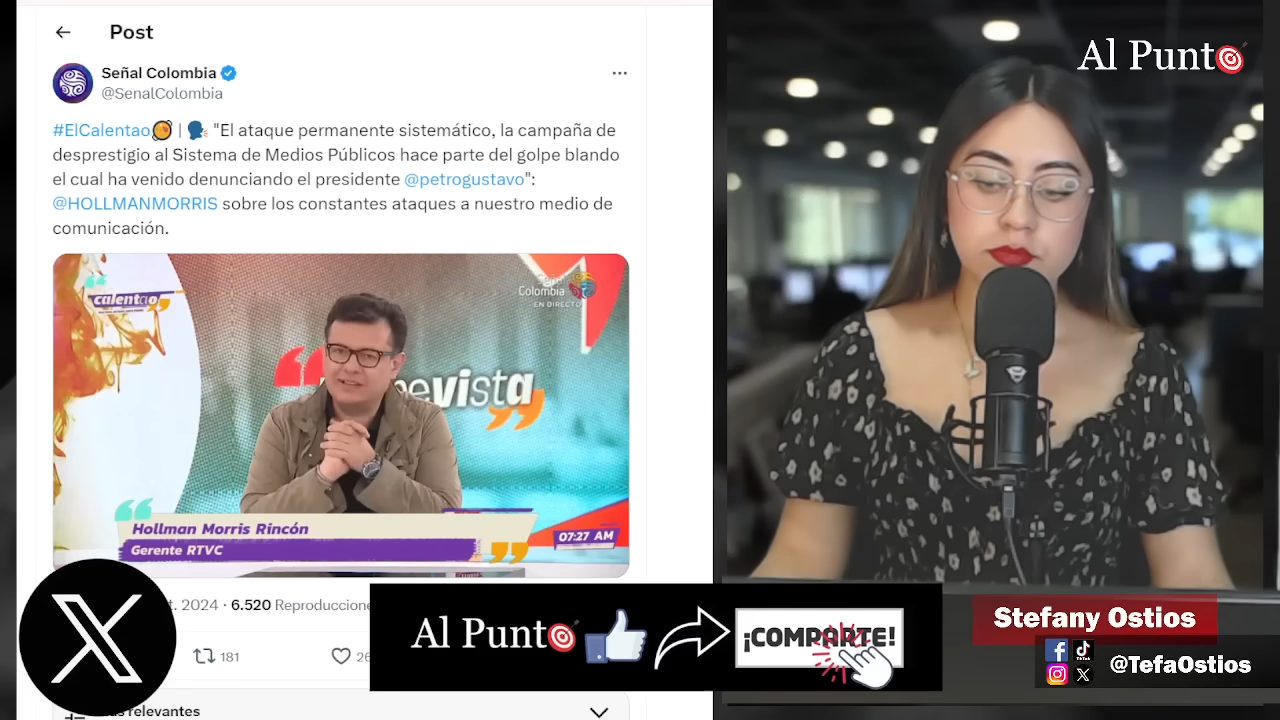 Post
Señal Colombia
@SenalColombia
#ElCalentao | "El ataque permanente sistemático, la campaña de
desprestigio al Sistema de Medios Públicos hace parte del golpe blando
el cual ha venido denunciando el presidente @petrogustavo":
@HOLLMANMORRIS sobre los constantes ataques a nuestro medio de
comunicación.
calentao
Señal
Colombia
EN DIRECTO
Hollman Morris Rincón
Gerente RTVC
07:27 AM
2024 · 6.520 Reproducciones
181
relevantes
Al Punto
Al Punto
¡COMPARTE!
Stefany Ostios
@TefaOstios